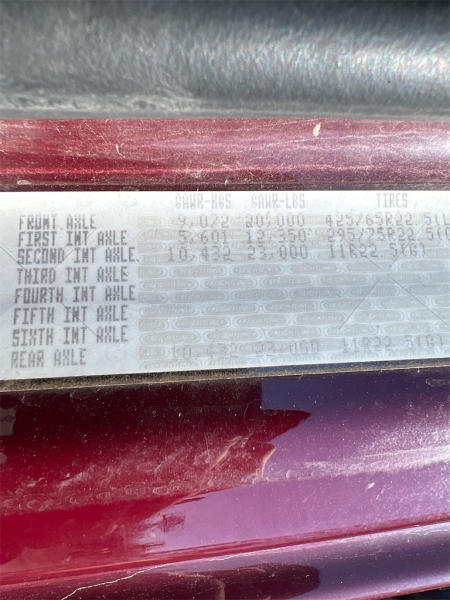 GAWR-KGS GAWR-LBS TIRES
FRONT AXLE 9,072 20,000 425/65R22.5(L
FIRST INT AXLE 5,601 12,350 295/75R22.5(G
SECOND INT AXLE 10,432 23,000 11R22.5(G)
THIRD INT AXLE
FOURTH INT AXLE
FIFTH INT AXLE
SIXTH INT AXLE
REAR AXLE 10,432 23,000 11R22.5(G)